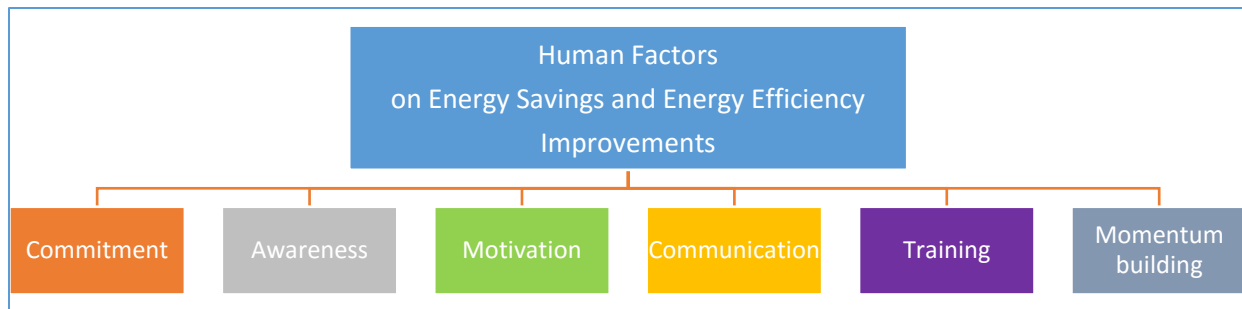 Human Factors
on Energy Savings and Energy Efficiency
Improvements
Commitment
Awareness
Motivation
Communication
Training
Momentum
building